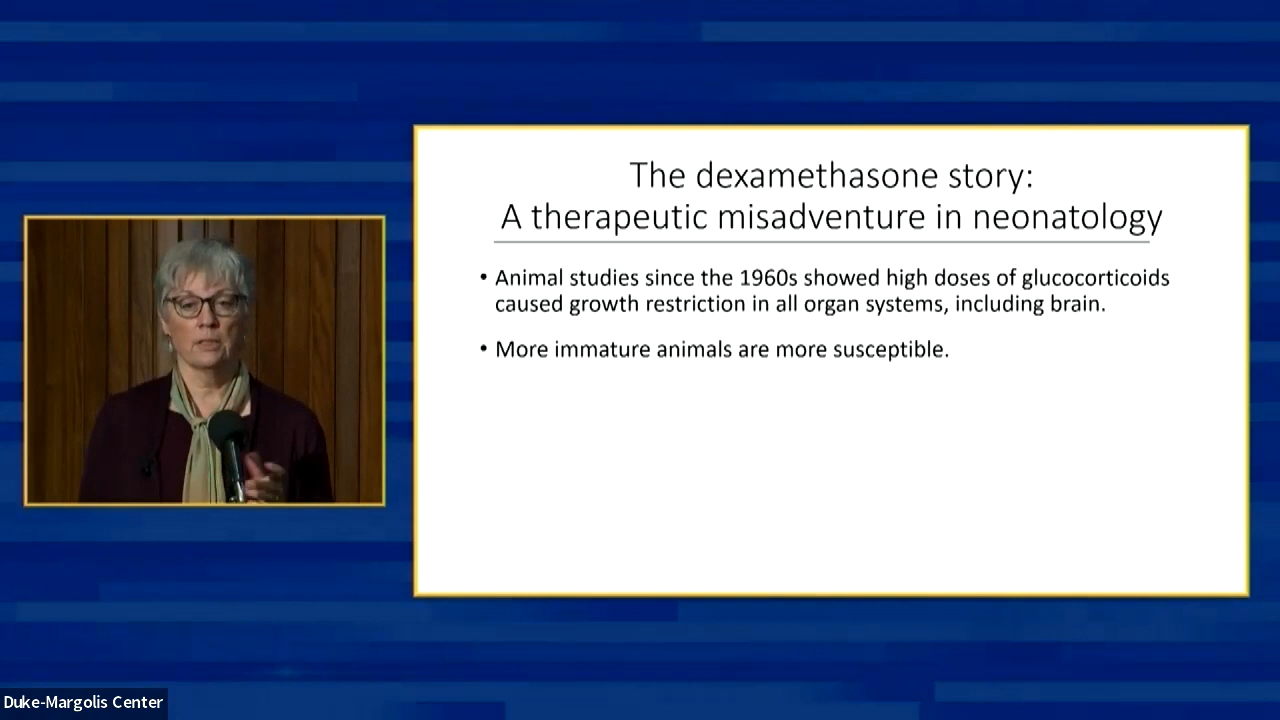 The dexamethasone story:
A therapeutic misadventure in neonatology
• Animal studies since the 1960s showed high doses of glucocorticoids
caused growth restriction in all organ systems, including brain.
• More immature animals are more susceptible.
Duke-Margolis Center